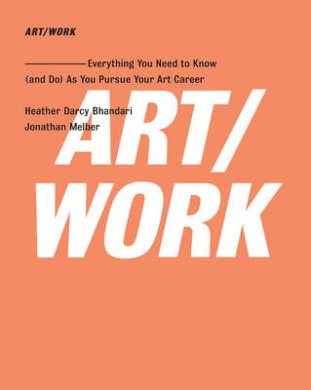 ART/WORK
Everything You Need to Know
(and Do) As You Pursue Your Art Career
Heather Darcy Bhandari
Jonathan Melber
ART/
WORK